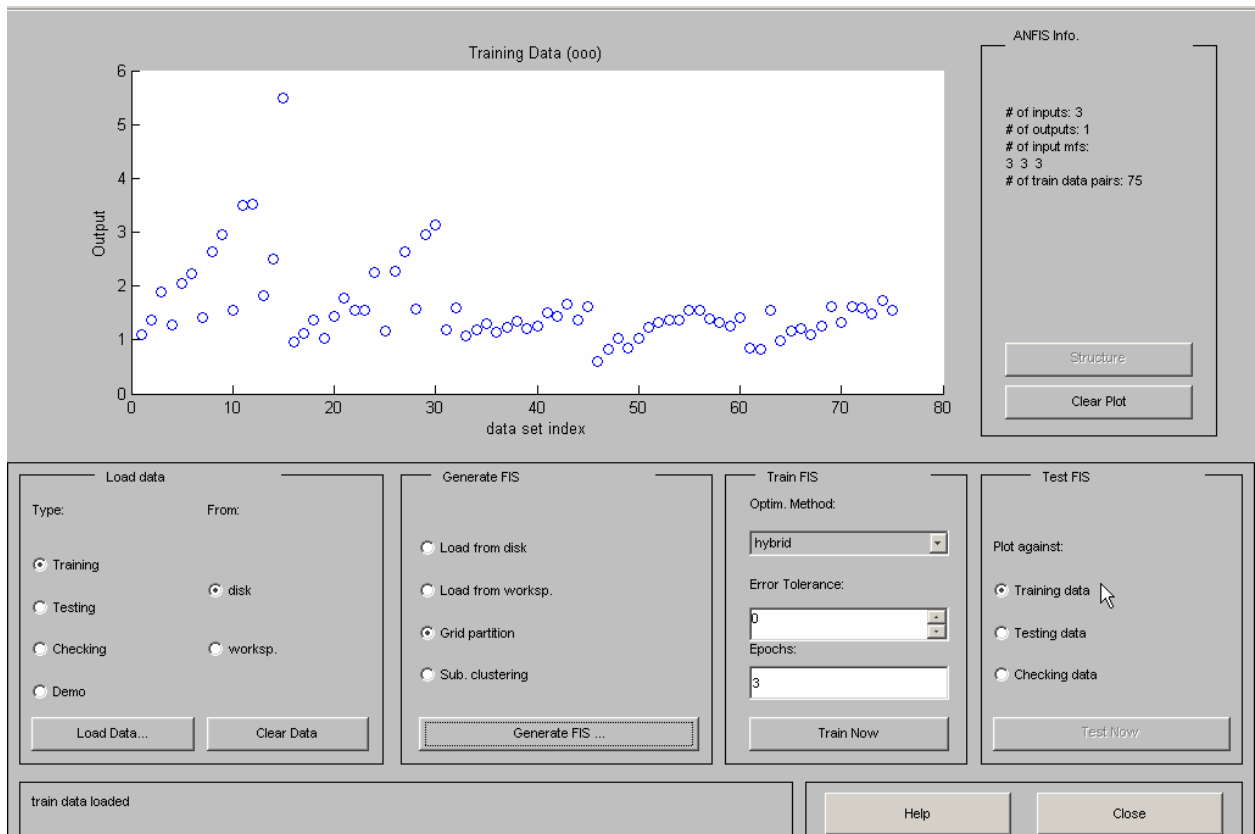 Training Data (ooo)
6
5
4
3
2
1
0
Output
0 10 20 30 40 50 60 70 80
data set index
ANFIS Info.
# of inputs: 3
# of outputs: 1
# of input mfs:
3 3 3
# of train data pairs: 75
Structure
Clear Plot
Load data
Type:
From:
Training
Testing
Checking
Demo
disk
worksp.
Load Data...
Clear Data
Generate FIS
Load from disk
Load from worksp.
Grid partition
Sub. clustering
Generate FIS ...
Train FIS
Optim. Method:
hybrid
Error Tolerance:
0
Epochs:
3
Train Now
Test FIS
Plot against:
Training data
Testing data
Checking data
Test Now
train data loaded
Help
Close